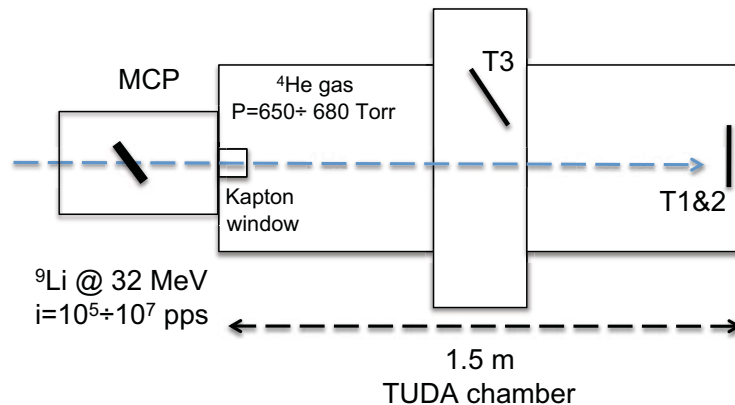 MCP
⁴He gas
P=650÷ 680 Torr
T3
Kapton
window
T1&2
⁹Li @ 32 MeV
i=10⁵÷10⁷ pps
1.5 m
TUDA chamber